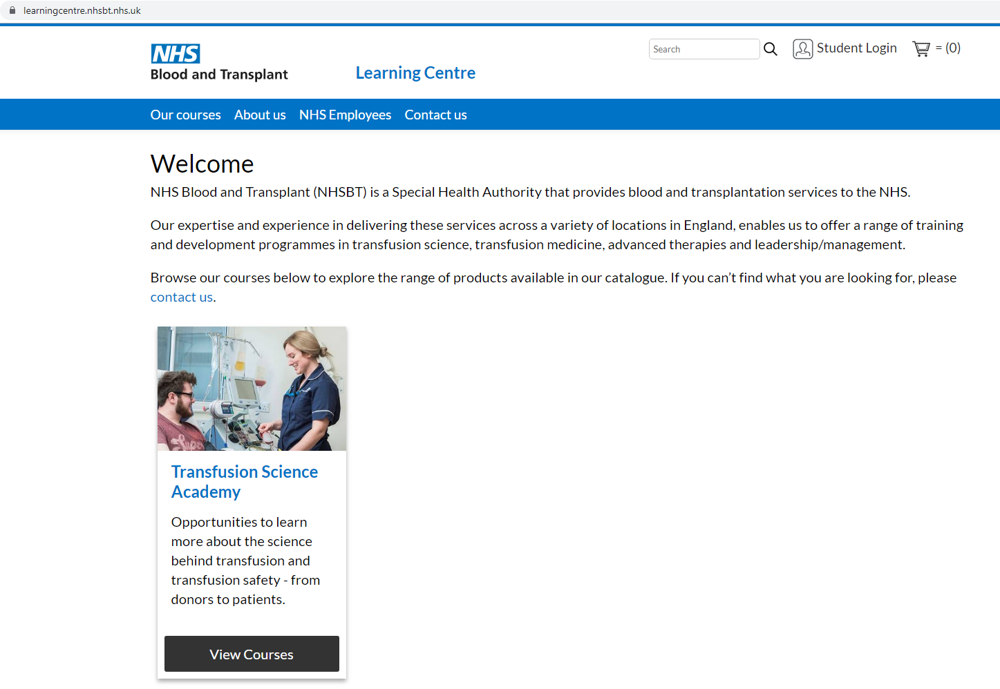 learningcentre.nhsbt.nhs.uk
NHS
Blood and Transplant
Learning Centre
Search
Student Login
= (0)
Our courses About us NHS Employees Contact us
Welcome
NHS Blood and Transplant (NHSBT) is a Special Health Authority that provides blood and transplantation services to the NHS.
Our expertise and experience in delivering these services across a variety of locations in England, enables us to offer a range of training
and development programmes in transfusion science, transfusion medicine, advanced therapies and leadership/management.
Browse our courses below to explore the range of products available in our catalogue. If you can’t find what you are looking for, please
contact us.
Transfusion Science
Academy
Opportunities to learn
more about the science
behind transfusion and
transfusion safety - from
donors to patients.
View Courses